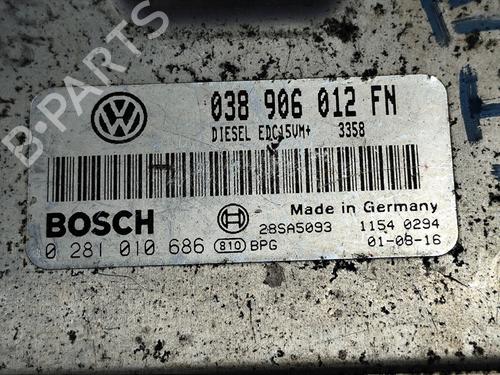 038 906 012 FN
DIESEL EDC15VM+ 3358
BOSCH
Made in Germany
0 281 010 686 810 BPG
28SA5093 1154 0294
01-08-16
B-PARTS